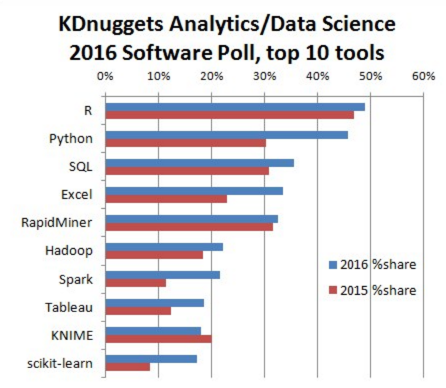 KDnuggets Analytics/Data Science
2016 Software Poll, top 10 tools
0% 10% 20% 30% 40% 50% 60%
R
Python
SQL
Excel
RapidMiner
Hadoop
Spark
Tableau
KNIME
scikit-learn
2016 %share
2015 %share